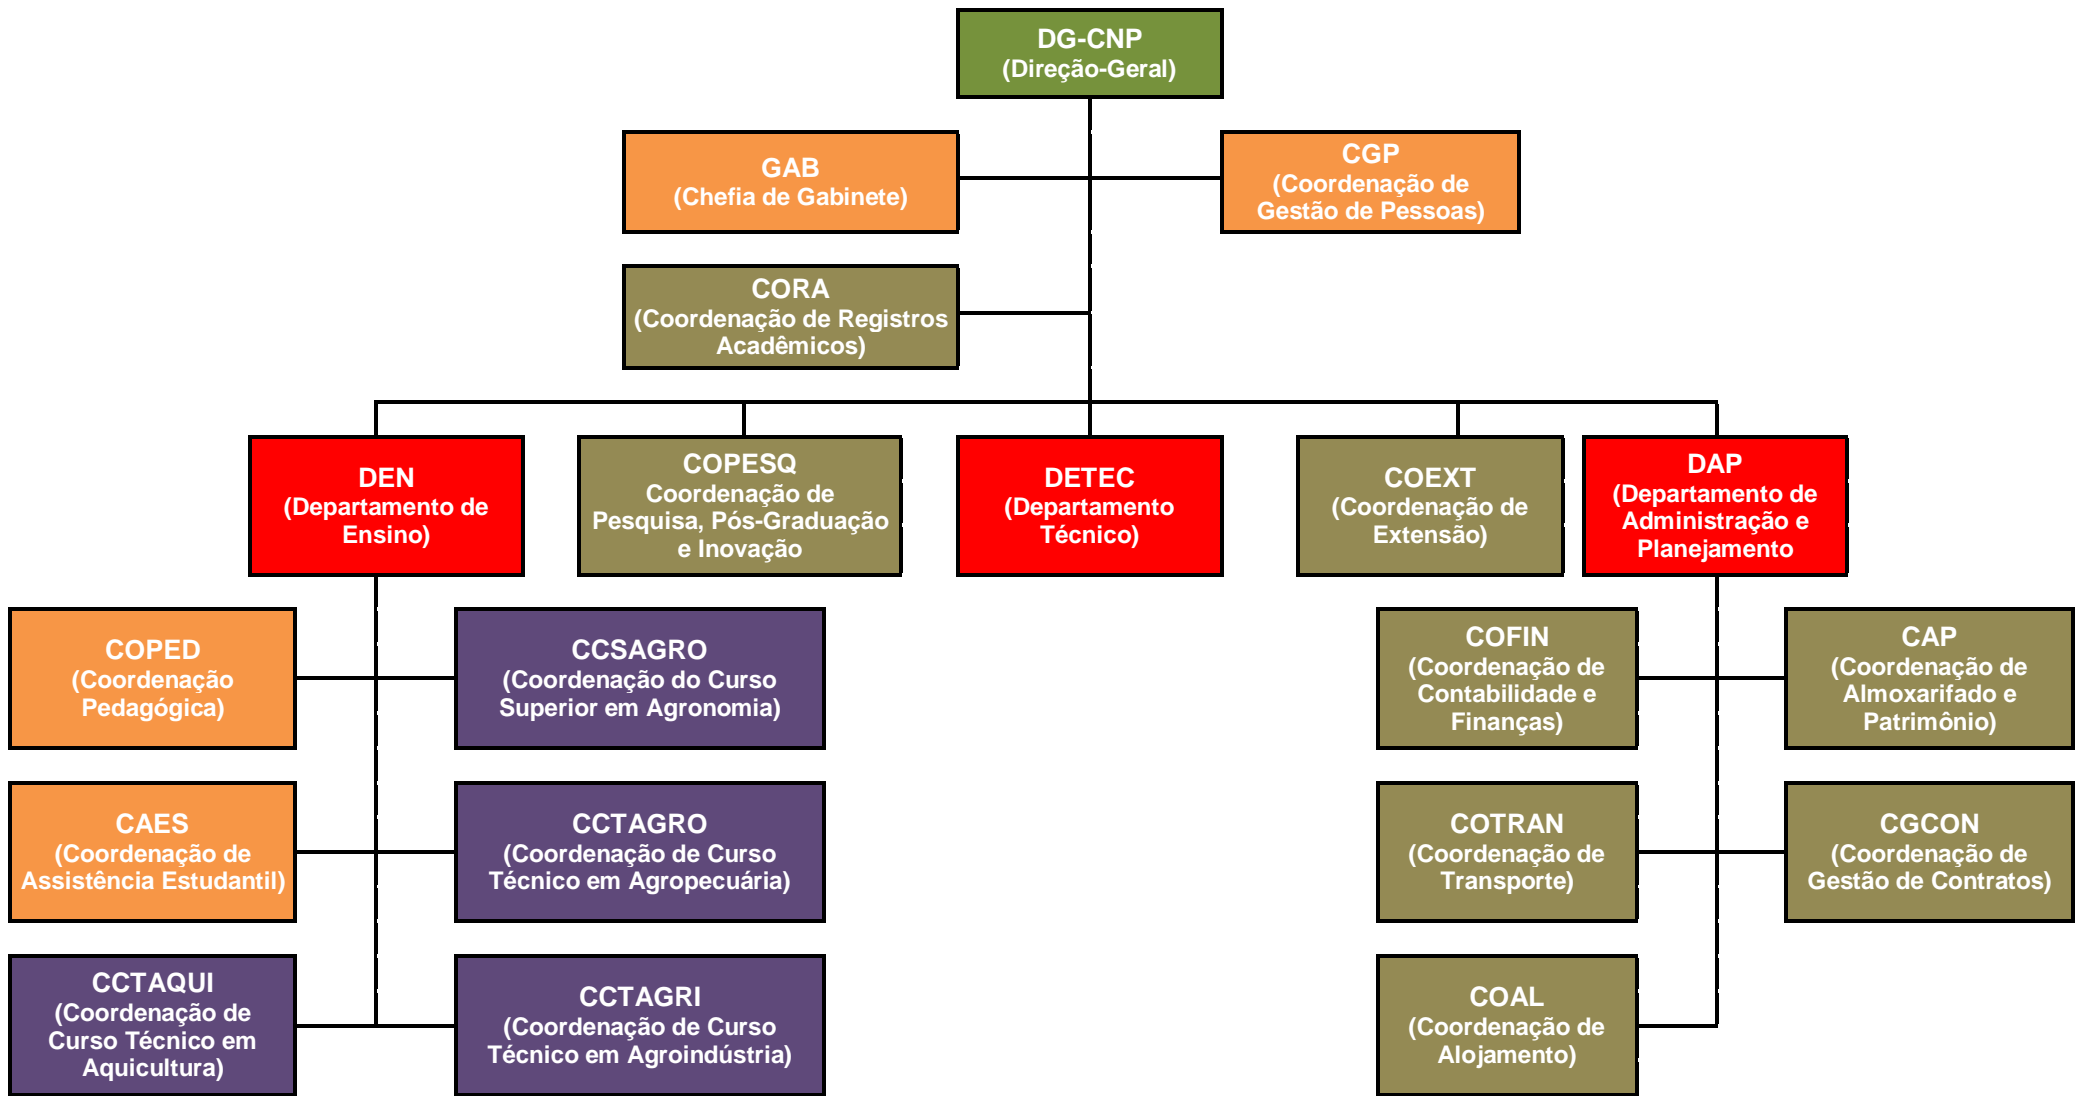 DG-CNP
(Direção-Geral)
GAB
(Chefia de Gabinete)
CGP
(Coordenação de
Gestão de Pessoas)
CORA
(Coordenação de Registros
Acadêmicos)
DEN
(Departamento de
Ensino)
COPESQ
Coordenação de
Pesquisa, Pós-Graduação
e Inovação
DETEC
(Departamento
Técnico)
COEXT
(Coordenação de
Extensão)
DAP
(Departamento de
Administração e
Planejamento
COPED
(Coordenação
Pedagógica)
CCSAGRO
(Coordenação do Curso
Superior em Agronomia)
COFIN
(Coordenação de
Contabilidade e
Finanças)
CAP
(Coordenação de
Almoxarifado e
Patrimônio)
CAES
(Coordenação de
Assistência Estudantil)
CCTAGRO
(Coordenação de Curso
Técnico em Agropecuária)
COTRAN
(Coordenação de
Transporte)
CGCON
(Coordenação de
Gestão de Contratos)
CCTAQUI
(Coordenação de
Curso Técnico em
Aquicultura)
CCTAGRI
(Coordenação de Curso
Técnico em Agroindústria)
COAL
(Coordenação de
Alojamento)